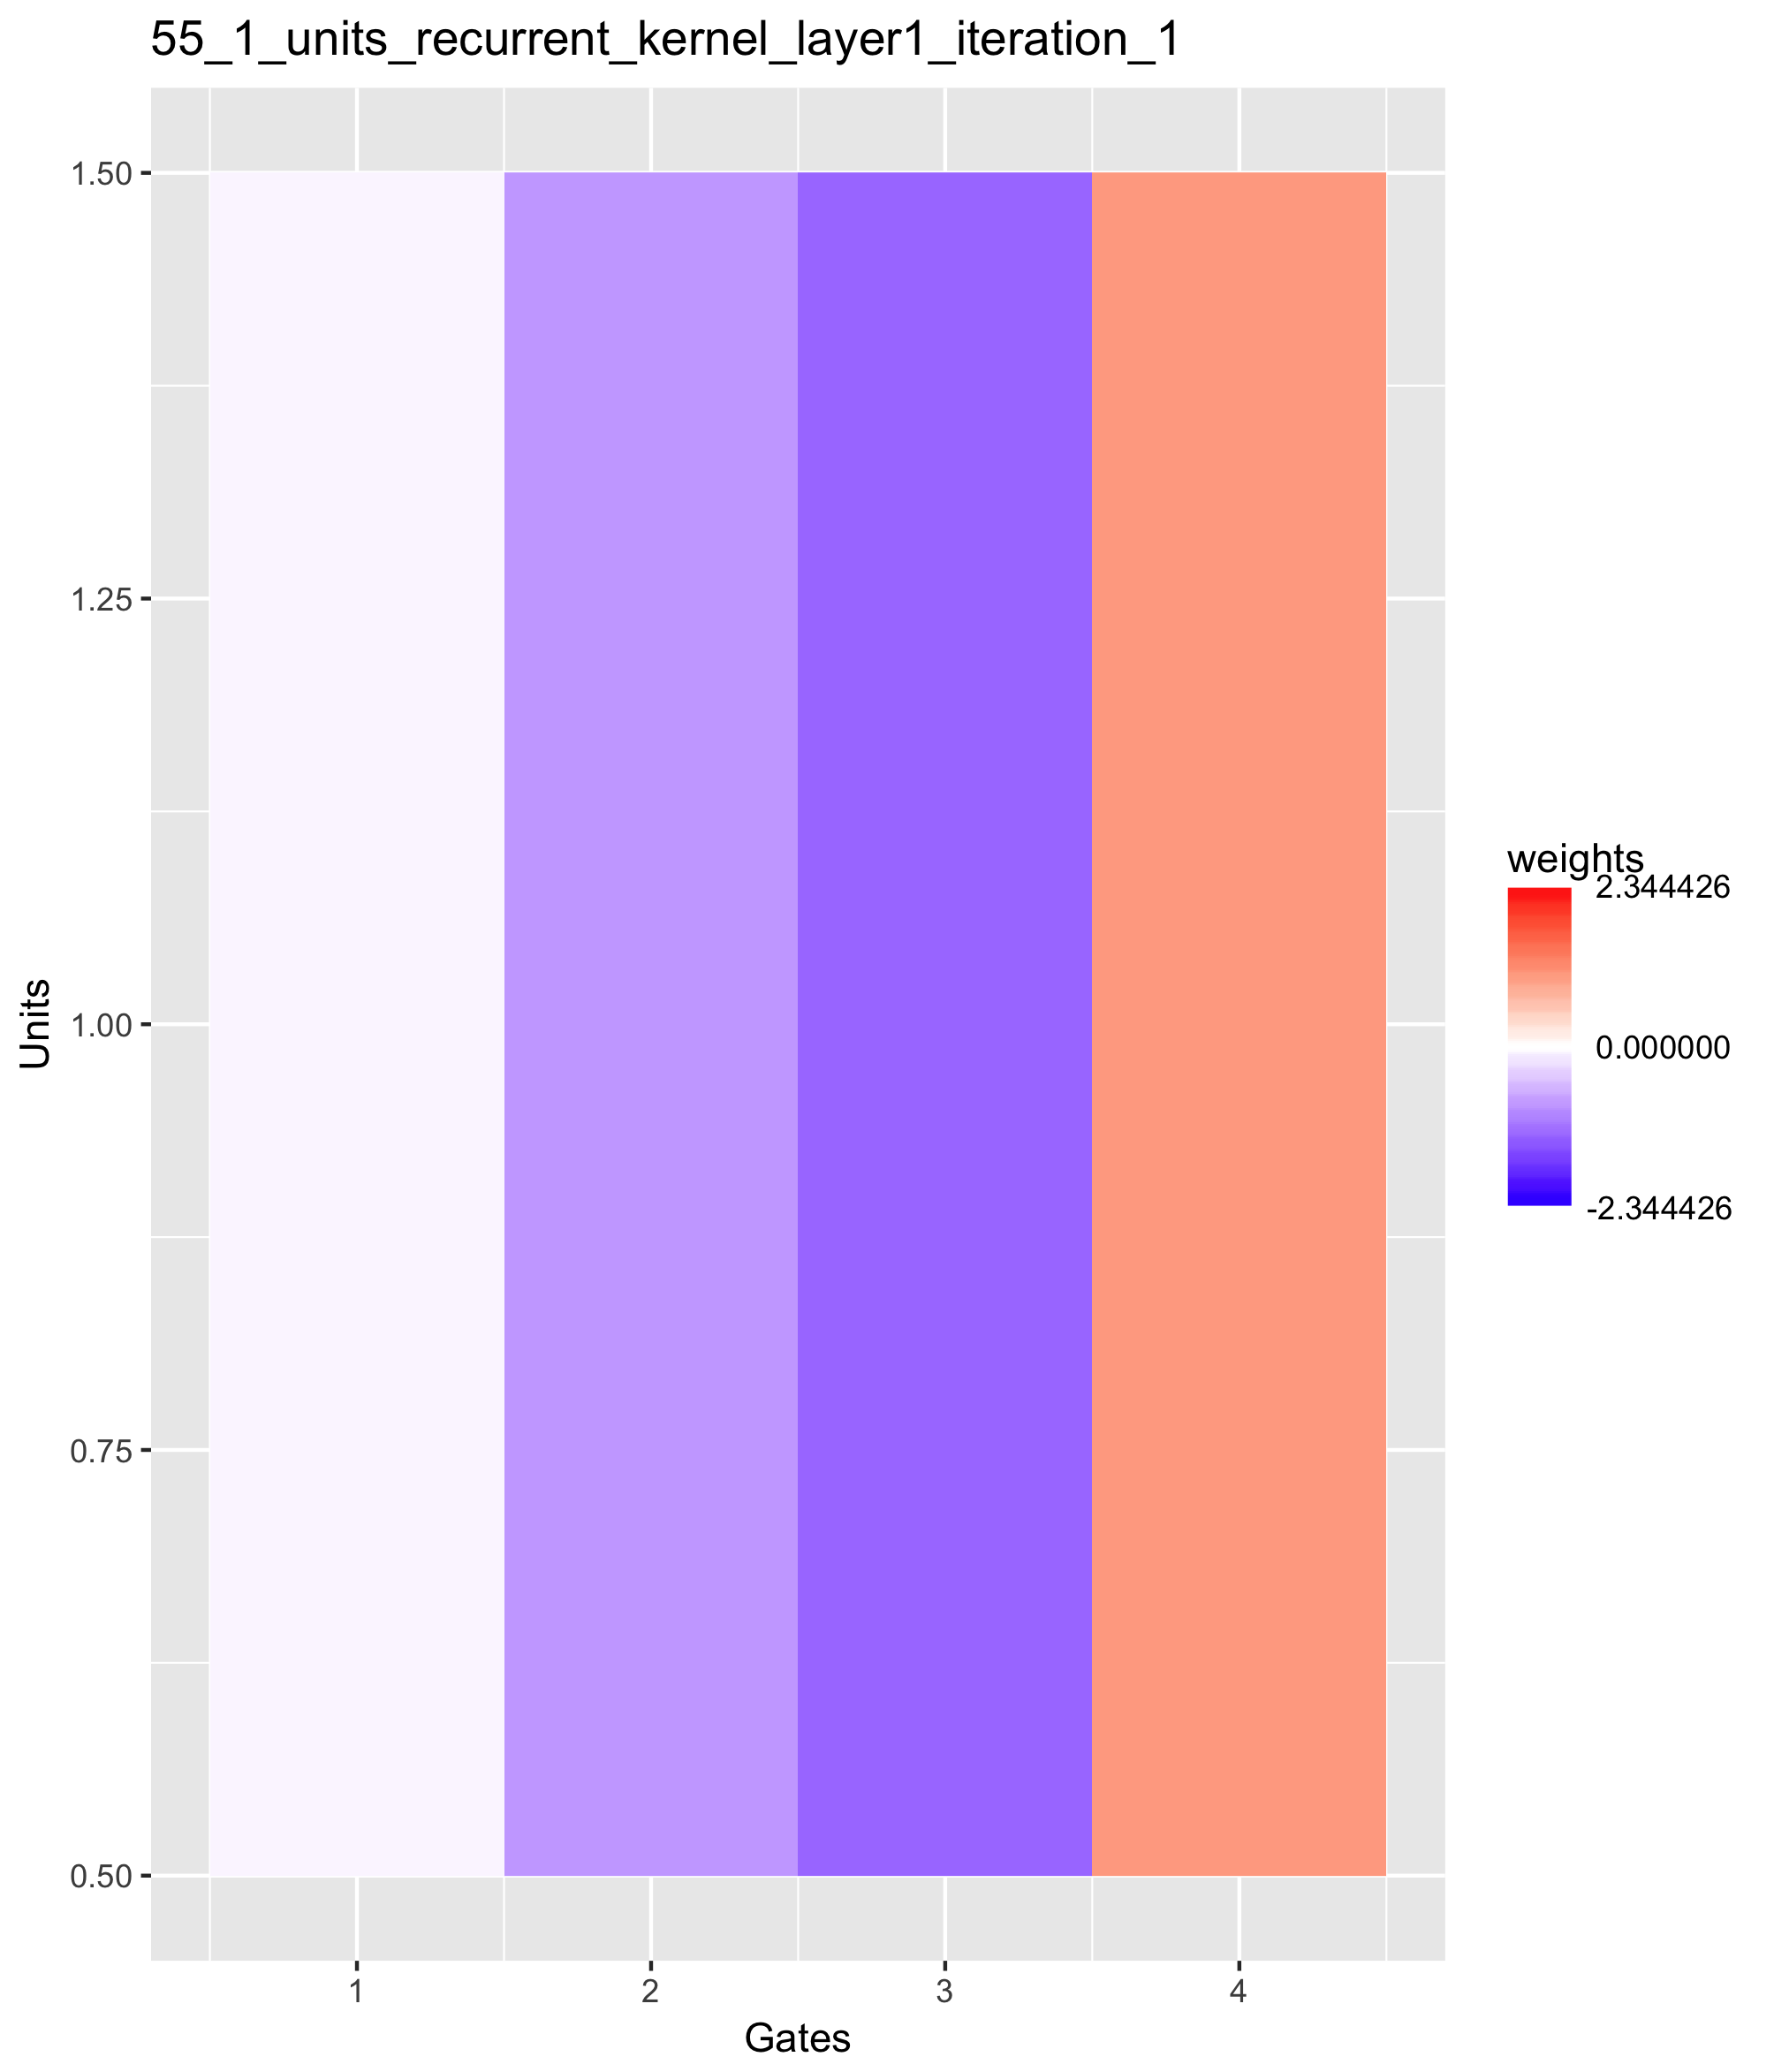 55_1_units_recurrent_kernel_layer1_iteration_1
1.50
1.25
1.00
0.75
0.50
Units
1 2 3 4
Gates
weights
2.344426
0.000000
-2.344426